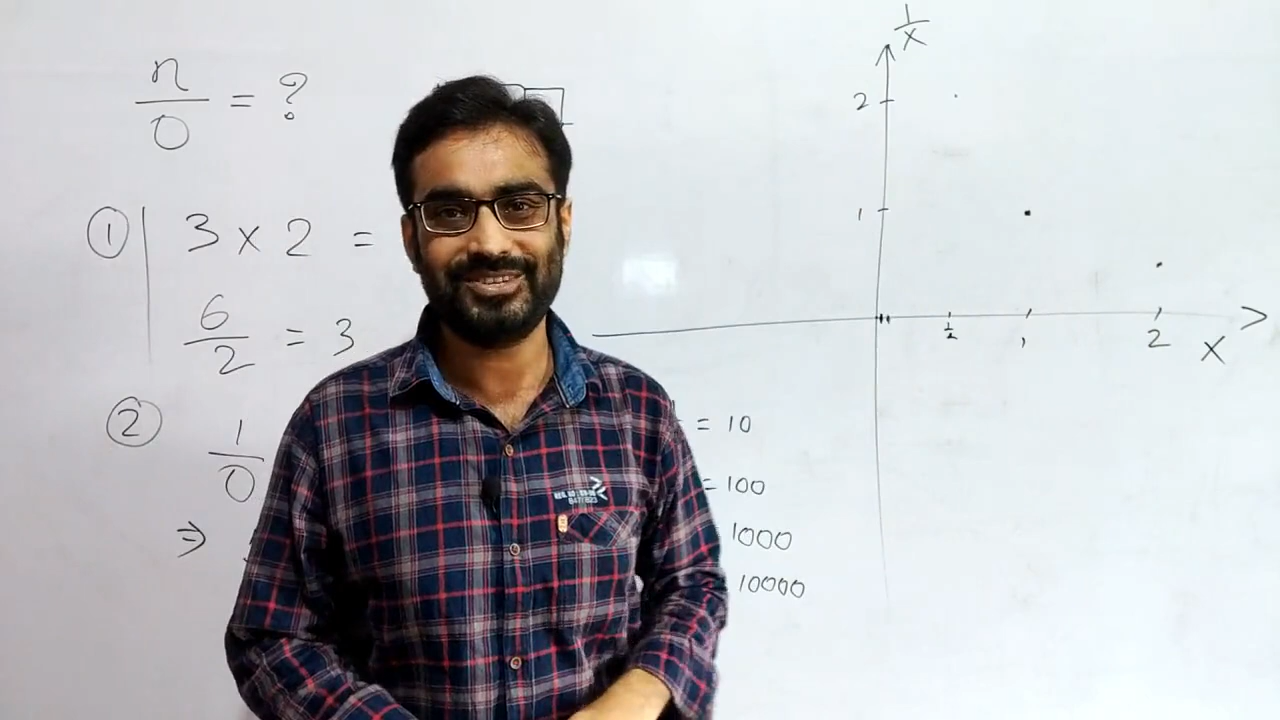 n/0 = ?
① 3 × 2 =
6/2 = 3
② 1/0
⇒
= 10
= 100
1000
10000
1/x
2
1
1/2 1 2 x